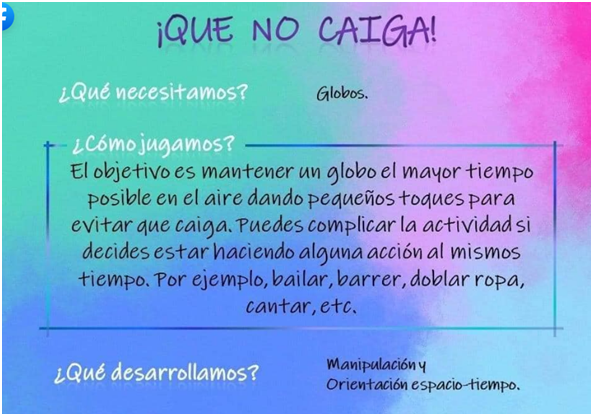 ¡QUE NO CAIGA!
¿Qué necesitamos? Globos.
¿Cómo jugamos?
El objetivo es mantener un globo el mayor tiempo
posible en el aire dando pequeños toques para
evitar que caiga. Puedes complicar la actividad si
decides estar haciendo alguna acción al mismos
tiempo. Por ejemplo, bailar, barrer, doblar ropa,
cantar, etc.
¿Qué desarrollamos?
Manipulación y
Orientación espacio-tiempo.